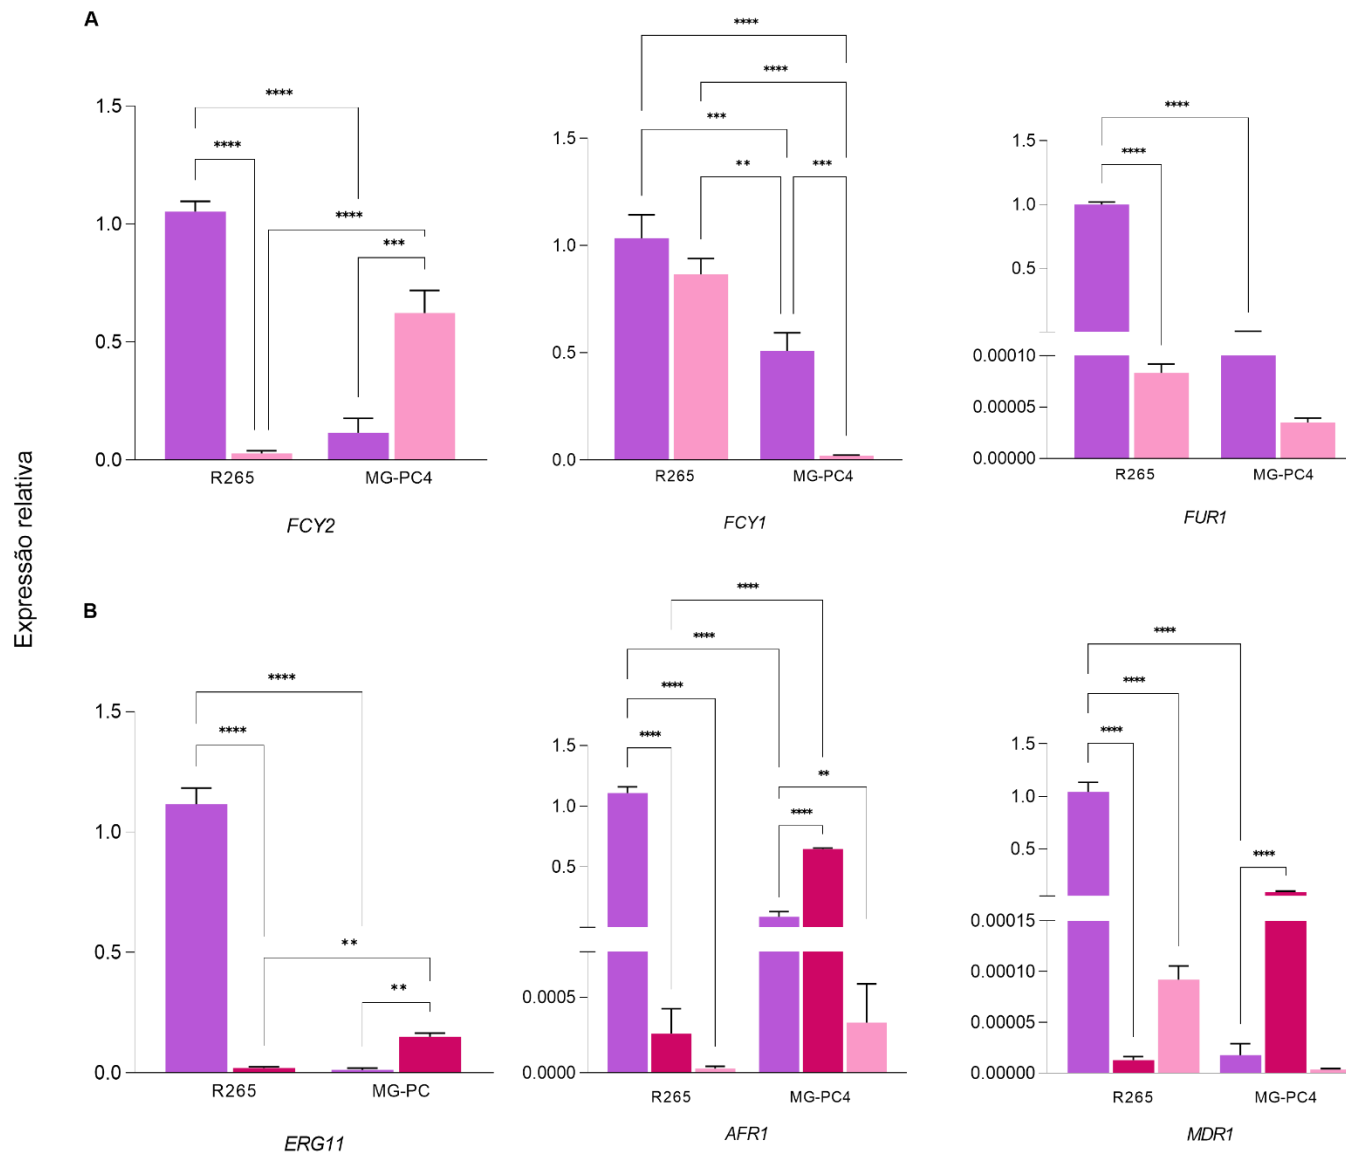 A
Expressão relativa
****
****
****
***
1.5
1.0
0.5
0.0
R265
MG-PC4
FCY2
****
****
***
**
***
1.5
1.0
0.5
0.0
R265
MG-PC4
FCY1
****
****
1.5
1.0
0.5
0.00010
0.00005
0.00000
R265
MG-PC4
FUR1
B
****
****
**
**
1.5
1.0
0.5
0.0
R265
MG-PC
ERG11
****
****
****
****
**
****
1.5
1.0
0.5
0.0005
0.0000
R265
MG-PC4
AFR1
****
****
****
****
1.5
1.0
0.5
0.00015
0.00010
0.00005
0.00000
R265
MG-PC4
MDR1